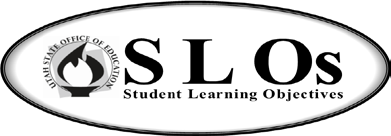 UTAH STATE OFFICE OF EDUCATION
S L Os
Student Learning Objectives